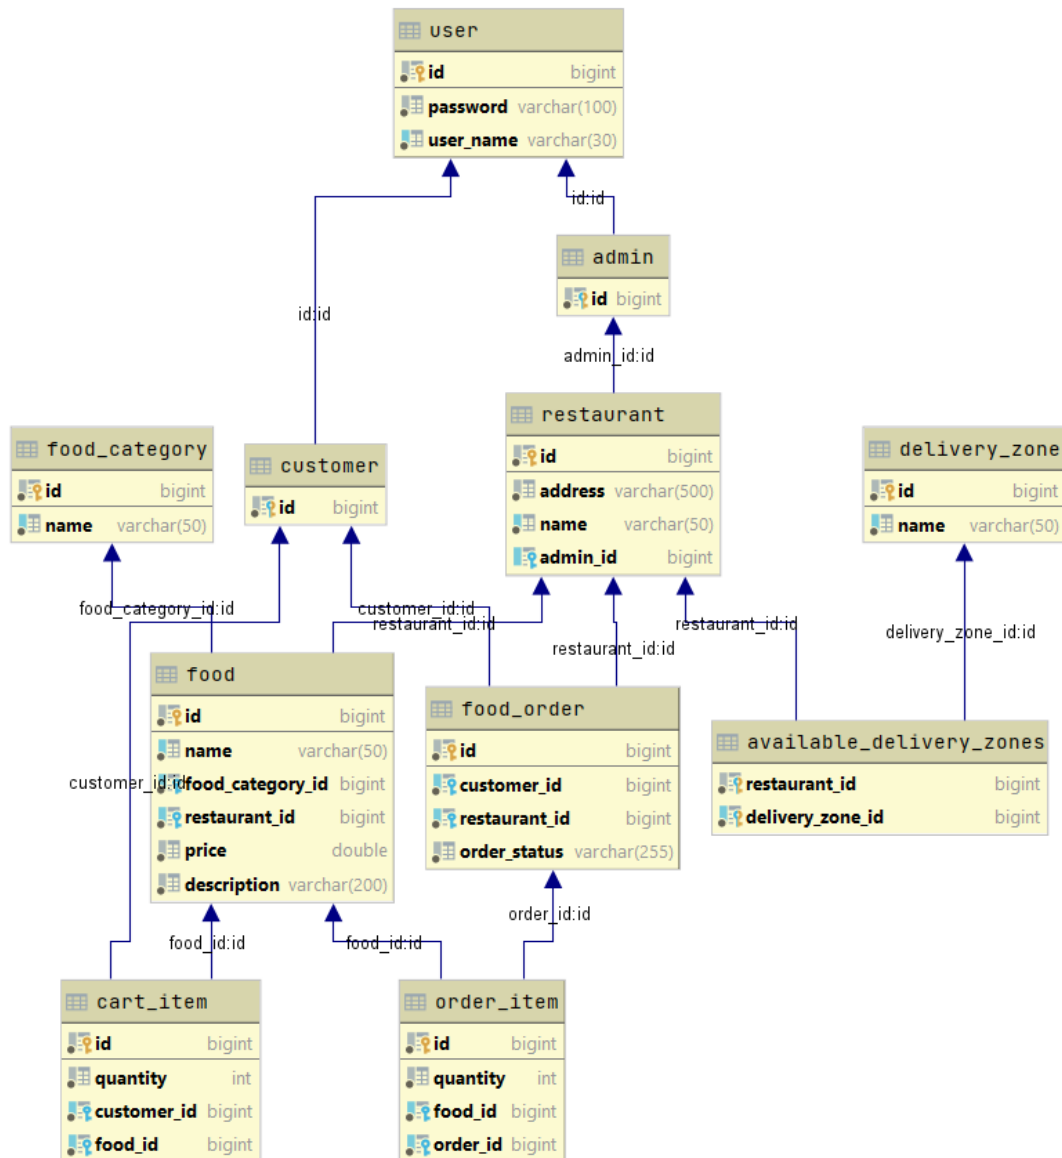 user
id bigint
password varchar(100)
user_name varchar(30)
id:id
admin
id bigint
id:id
admin_id:id
restaurant
id bigint
address varchar(500)
name varchar(50)
admin_id bigint
food_category
id bigint
name varchar(50)
customer
id bigint
delivery_zone
id bigint
name varchar(50)
food_category_id:id
customer_id:id
restaurant_id:id
restaurant_id:id
restaurant_id:id
delivery_zone_id:id
food
id bigint
name varchar(50)
food_category_id bigint
restaurant_id bigint
price double
description varchar(200)
customer_id:id
food_order
id bigint
customer_id bigint
restaurant_id bigint
order_status varchar(255)
available_delivery_zones
restaurant_id bigint
delivery_zone_id bigint
food_id:id
food_id:id
order_id:id
cart_item
id bigint
quantity int
customer_id bigint
food_id bigint
order_item
id bigint
quantity int
food_id bigint
order_id bigint